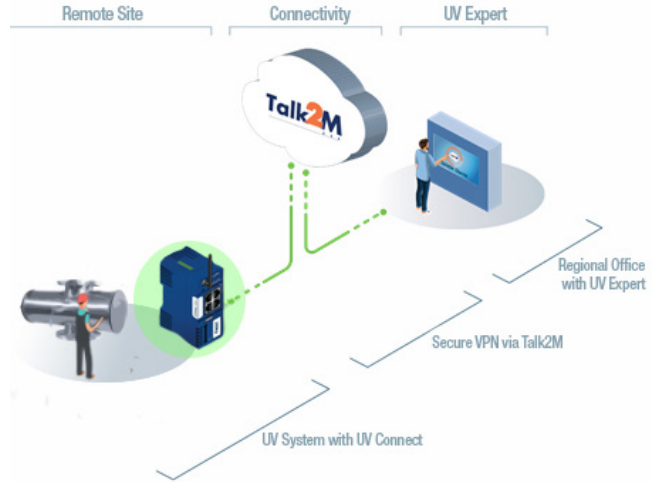 Remote Site
Connectivity
UV Expert
Talk2M
Regional Office
with UV Expert
Secure VPN via Talk2M
UV System with UV Connect